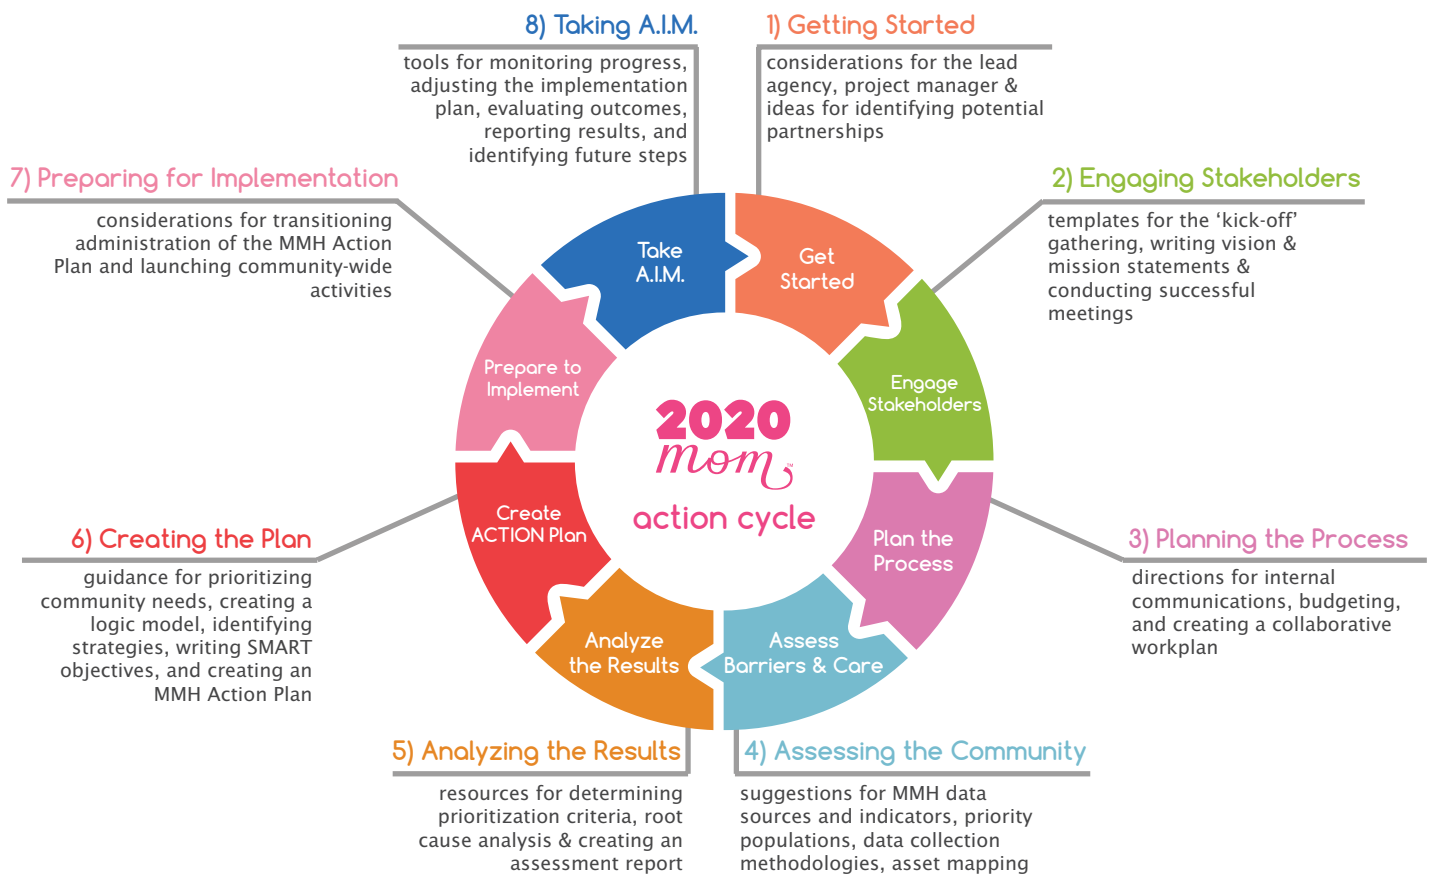 8) Taking A.I.M.
tools for monitoring progress,
adjusting the implementation
plan, evaluating outcomes,
reporting results, and
identifying future steps
1) Getting Started
considerations for the lead
agency, project manager &
ideas for identifying potential
partnerships
7) Preparing for Implementation
considerations for transitioning
administration of the MMH Action
Plan and launching community-wide
activities
2) Engaging Stakeholders
templates for the ‘kick-off’
gathering, writing vision &
mission statements &
conducting successful
meetings
Take
A.I.M.
Get
Started
Prepare to
Implement
Engage
Stakeholders
2020
mom™
action cycle
Create
ACTION Plan
Plan the
Process
Analyze
the Results
Assess
Barriers & Care
6) Creating the Plan
guidance for prioritizing
community needs, creating a
logic model, identifying
strategies, writing SMART
objectives, and creating an
MMH Action Plan
3) Planning the Process
directions for internal
communications, budgeting,
and creating a collaborative
workplan
5) Analyzing the Results
resources for determining
prioritization criteria, root
cause analysis & creating an
assessment report
4) Assessing the Community
suggestions for MMH data
sources and indicators, priority
populations, data collection
methodologies, asset mapping